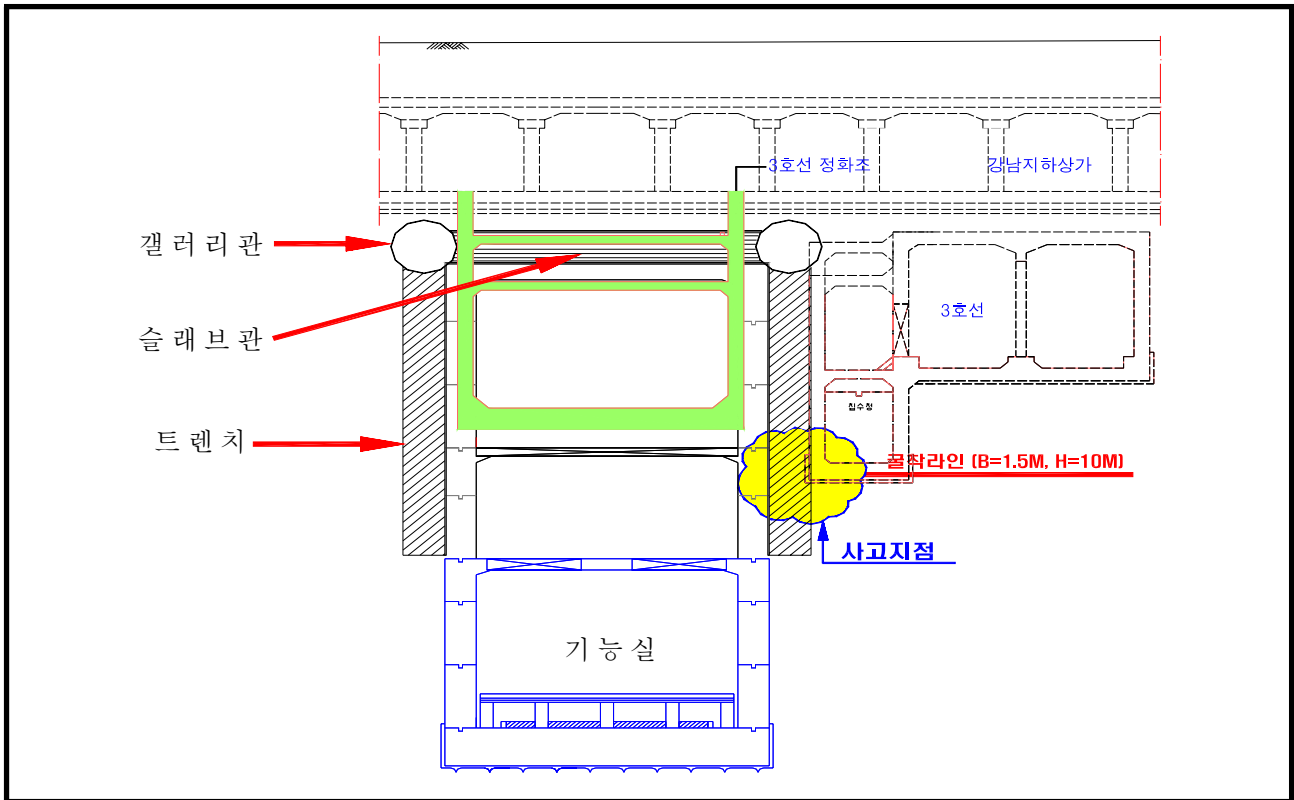 3호선 정화조
강남지하상가
갤러리관
3호선
슬래브관
집수정
트렌치
굴착라인 (B=1.5M, H=10M)
사고지점
기능실